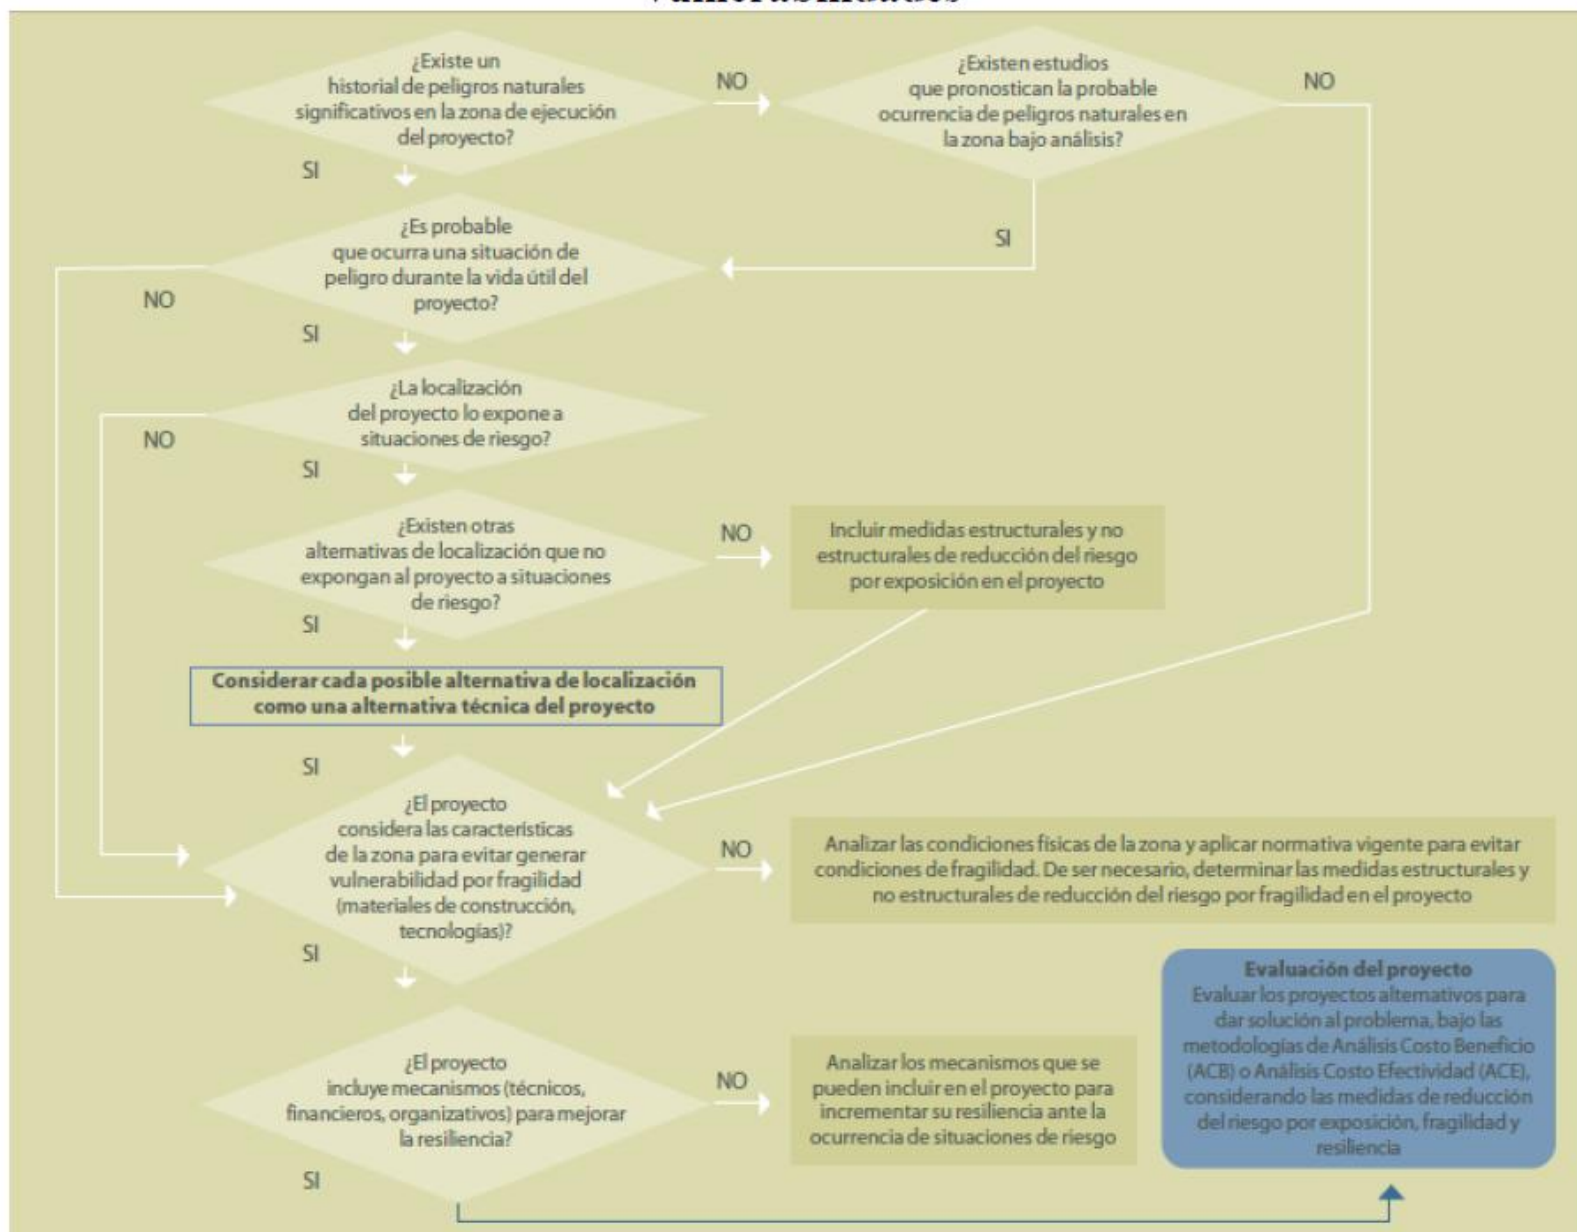 ¿Existe un
historial de peligros naturales
significativos en la zona de ejecución
del proyecto?
NO
¿Existen estudios
que pronostican la probable
ocurrencia de peligros naturales en
la zona bajo análisis?
NO
SI
SI
¿Es probable
que ocurra una situación de
peligro durante la vida útil del
proyecto?
NO
SI
¿La localización
del proyecto lo expone a
situaciones de riesgo?
NO
SI
¿Existen otras
alternativas de localización que no
expongan al proyecto a situaciones
de riesgo?
NO
Incluir medidas estructurales y no
estructurales de reducción del riesgo
por exposición en el proyecto
SI
Considerar cada posible alternativa de localización
como una alternativa técnica del proyecto
SI
¿El proyecto
considera las características
de la zona para evitar generar
vulnerabilidad por fragilidad
(materiales de construcción,
tecnologías)?
NO
Analizar las condiciones físicas de la zona y aplicar normativa vigente para evitar
condiciones de fragilidad. De ser necesario, determinar las medidas estructurales y
no estructurales de reducción del riesgo por fragilidad en el proyecto
SI
¿El proyecto
incluye mecanismos (técnicos,
financieros, organizativos) para mejorar
la resiliencia?
NO
Analizar los mecanismos que se
pueden incluir en el proyecto para
incrementar su resiliencia ante la
ocurrencia de situaciones de riesgo
SI
Evaluación del proyecto
Evaluar los proyectos alternativos para
dar solución al problema, bajo las
metodologías de Análisis Costo Beneficio
(ACB) o Análisis Costo Efectividad (ACE),
considerando las medidas de reducción
del riesgo por exposición, fragilidad y
resiliencia